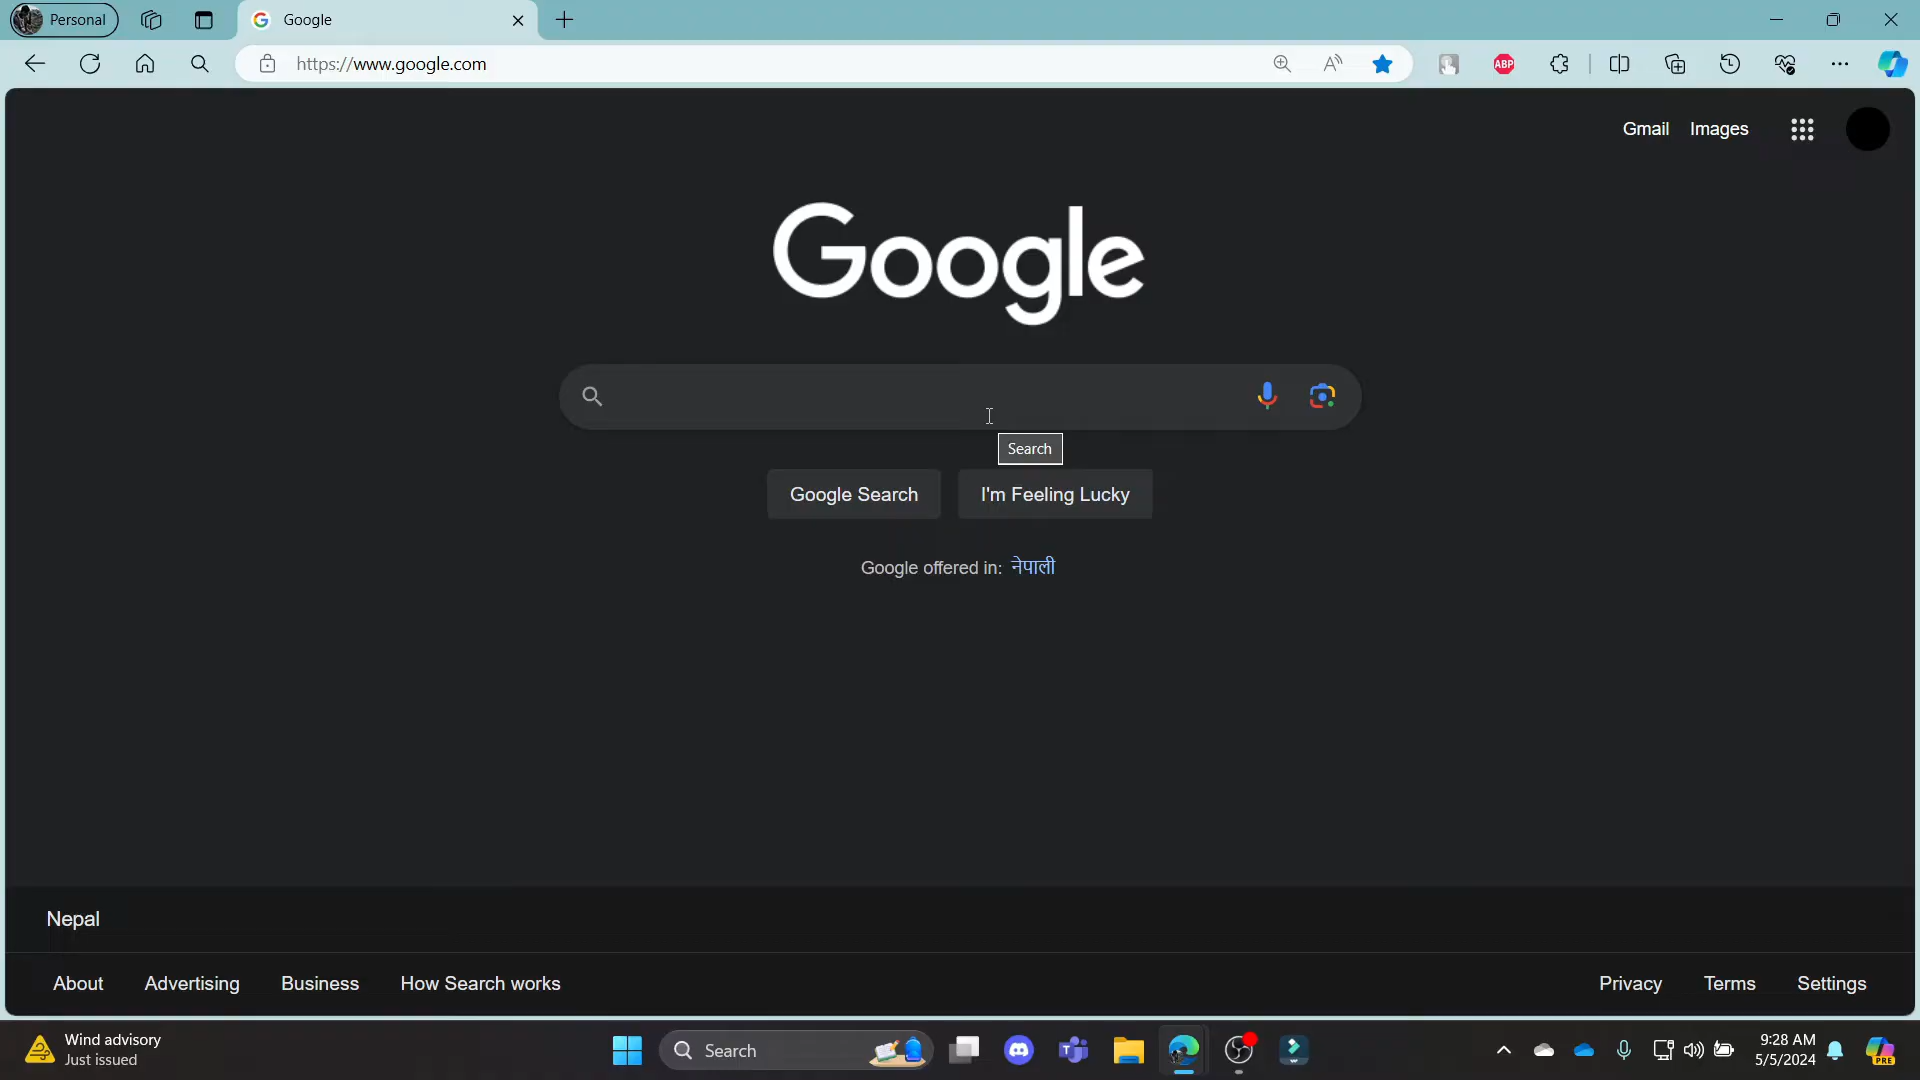 Personal
Google
https://www.google.com
ABP
Gmail Images
Google
Search
Google Search I'm Feeling Lucky
Google offered in: नेपाली
Nepal
About Advertising Business How Search works
Privacy Terms Settings
Wind advisory
Just issued
Search
9:28 AM
5/5/2024
PRE